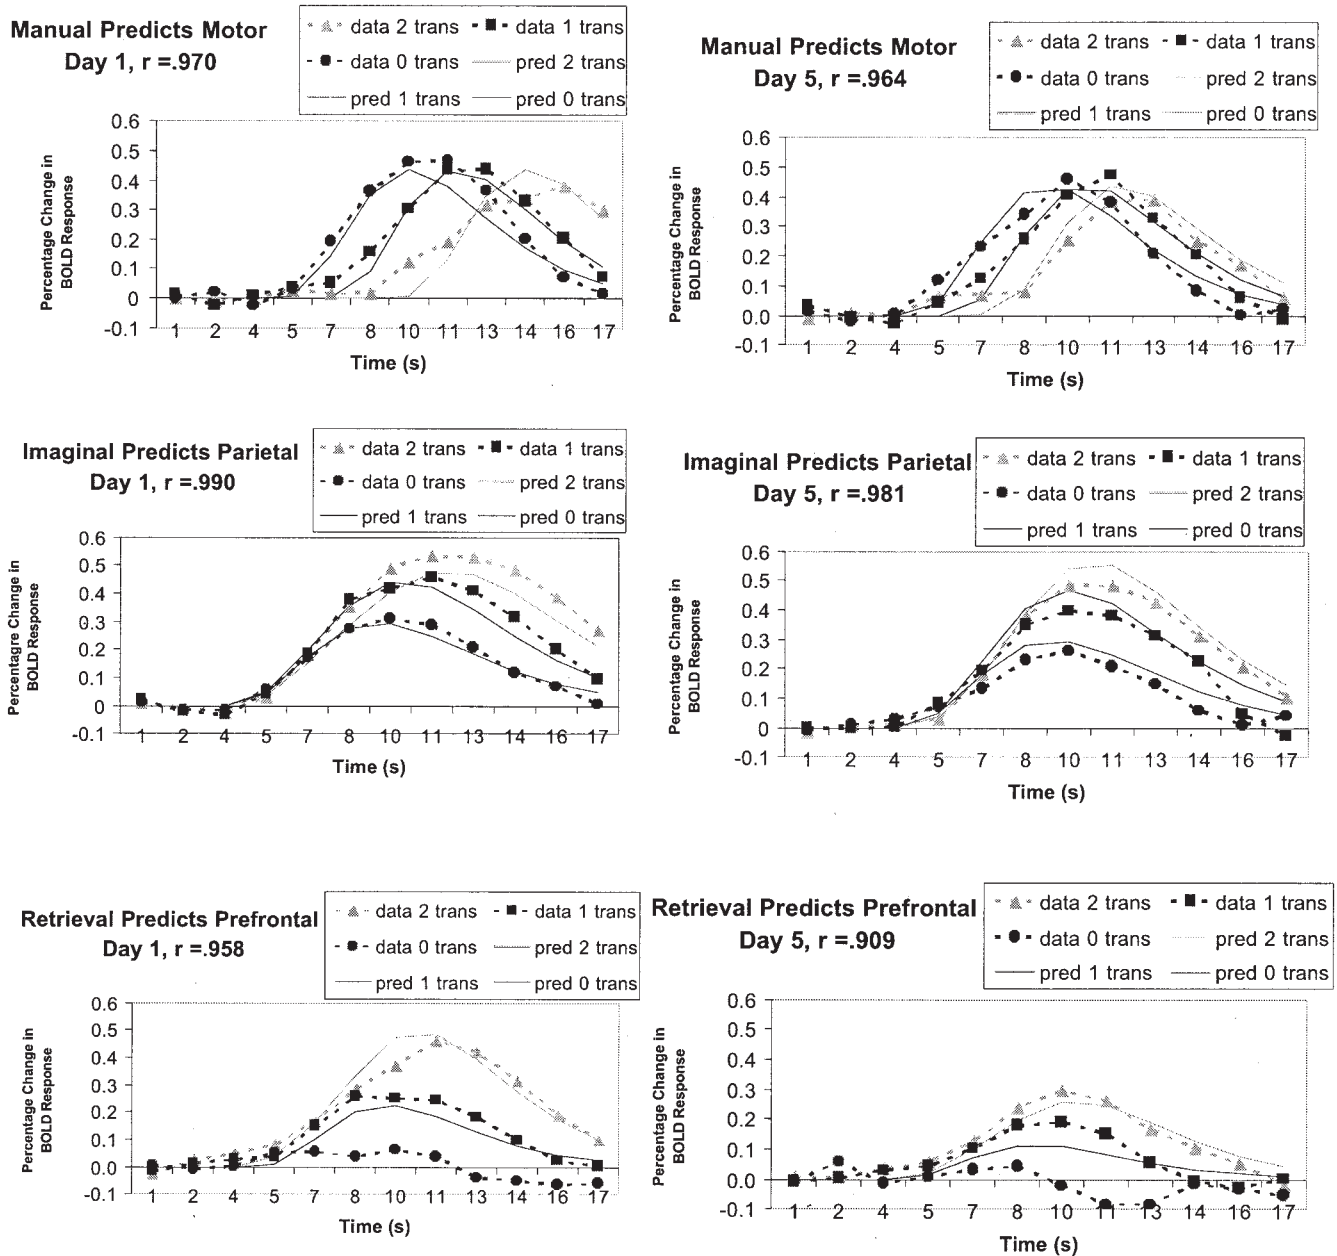 Manual Predicts Motor
Day 1, r =.970
data 2 trans
data 1 trans
data 0 trans
pred 2 trans
pred 1 trans
pred 0 trans
Percentage Change in
BOLD Response
0.6
0.5
0.4
0.3
0.2
0.1
0
-0.1
1 2 4 5 7 8 10 11 13 14 16 17
Time (s)
Manual Predicts Motor
Day 5, r =.964
data 2 trans
data 1 trans
data 0 trans
pred 2 trans
pred 1 trans
pred 0 trans
Percentage Change in
BOLD Response
0.6
0.5
0.4
0.3
0.2
0.1
0.0
-0.1
1 2 4 5 7 8 10 11 13 14 16 17
Time (s)
Imaginal Predicts Parietal
Day 1, r =.990
data 2 trans
data 1 trans
data 0 trans
pred 2 trans
pred 1 trans
pred 0 trans
Percentagre Change in
BOLD Response
0.6
0.5
0.4
0.3
0.2
0.1
0
-0.1
1 2 4 5 7 8 10 11 13 14 16 17
Time (s)
Imaginal Predicts Parietal
Day 5, r =.981
data 2 trans
data 1 trans
data 0 trans
pred 2 trans
pred 1 trans
pred 0 trans
Percentage Change in
BOLD Response
0.6
0.5
0.4
0.3
0.2
0.1
0
-0.1
1 2 4 5 7 8 10 11 13 14 16 17
Time (s)
Retrieval Predicts Prefrontal
Day 1, r =.958
data 2 trans
data 1 trans
data 0 trans
pred 2 trans
pred 1 trans
pred 0 trans
Percentage Change in
BOLD Response
0.6
0.5
0.4
0.3
0.2
0.1
0.0
-0.1
1 2 4 5 7 8 10 11 13 14 16 17
Time (s)
Retrieval Predicts Prefrontal
Day 5, r =.909
data 2 trans
data 1 trans
data 0 trans
pred 2 trans
pred 1 trans
pred 0 trans
Percentage Change in
BOLD Response
0.6
0.5
0.4
0.3
0.2
0.1
0.0
-0.1
1 2 4 5 7 8 10 11 13 14 16 17
Time (s)